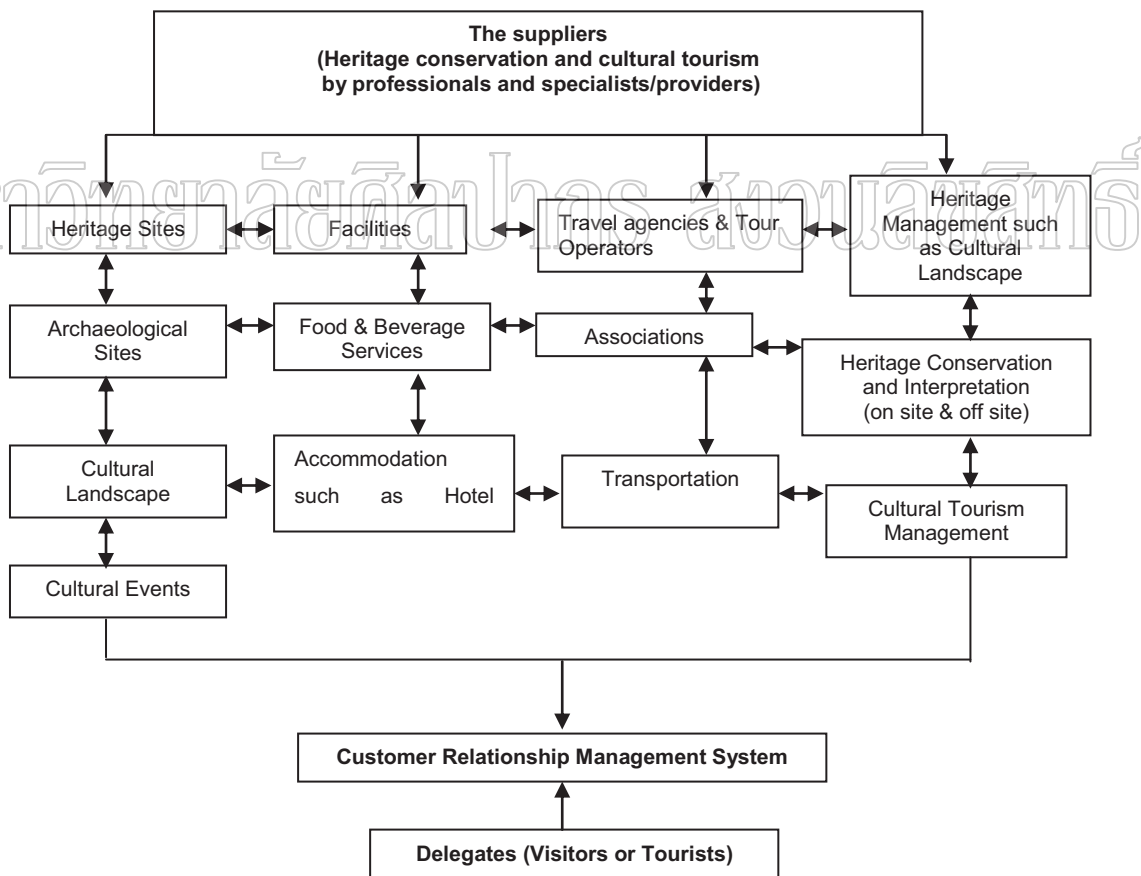 The suppliers
(Heritage conservation and cultural tourism
by professionals and specialists/providers)
Heritage Sites
Facilities
Travel agencies & Tour
Operators
Heritage
Management such
as Cultural
Landscape
Archaeological
Sites
Food & Beverage
Services
Associations
Heritage Conservation
and Interpretation
(on site & off site)
Cultural
Landscape
Accommodation
such as Hotel
Transportation
Cultural Tourism
Management
Cultural Events
Customer Relationship Management System
Delegates (Visitors or Tourists)